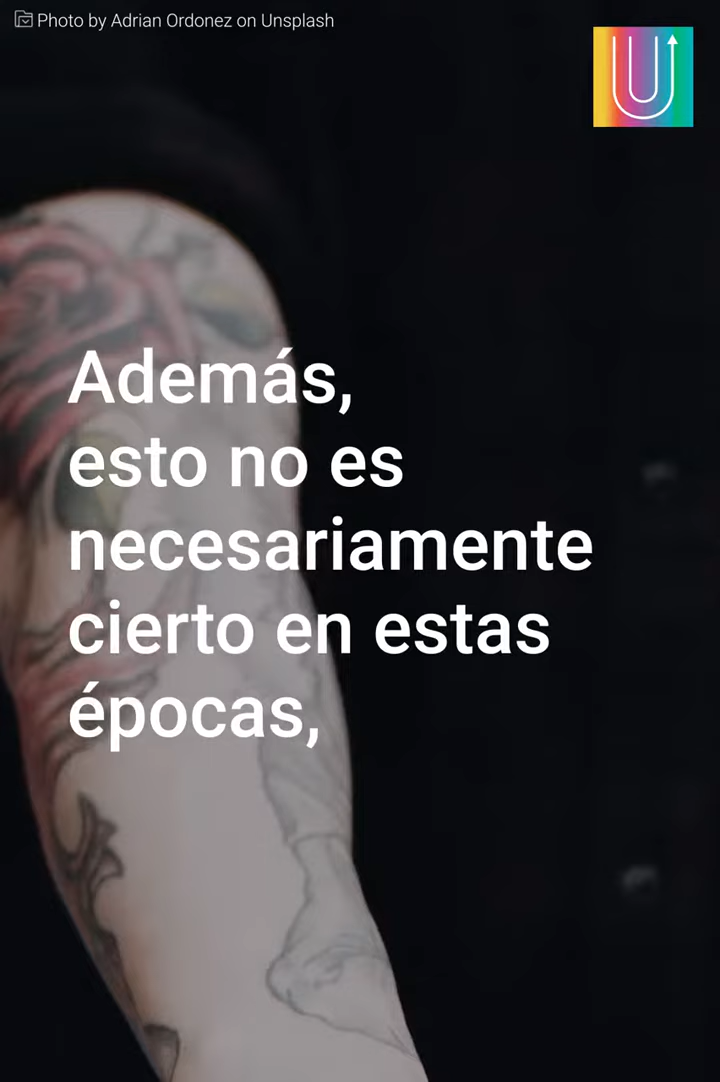 Photo by Adrian Ordonez on Unsplash
U
Además,
esto no es
necesariamente
cierto en estas
épocas,